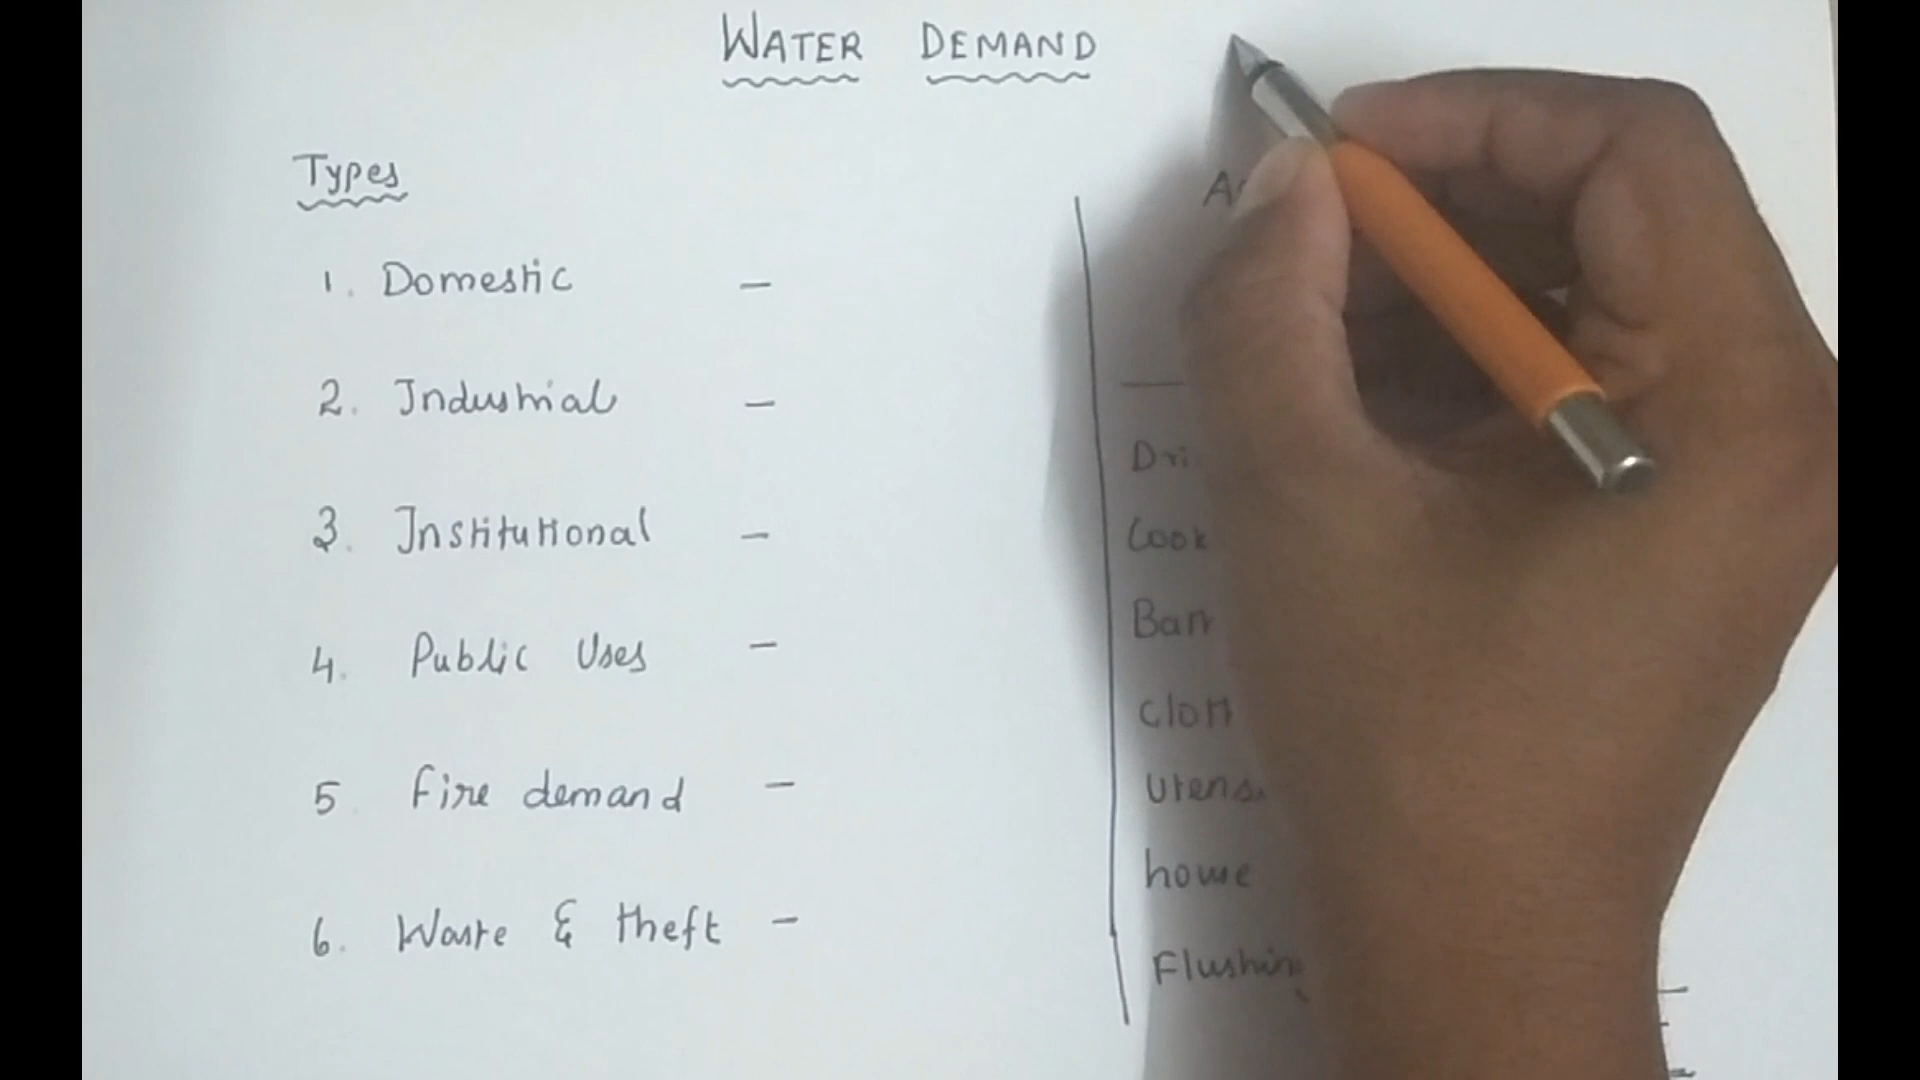 WATER DEMAND
Types
1. Domestic -
2. Industrial -
3. Institutional -
4. Public Uses -
5 Fire demand -
6. Waste & theft -
Cook
home
Flushin